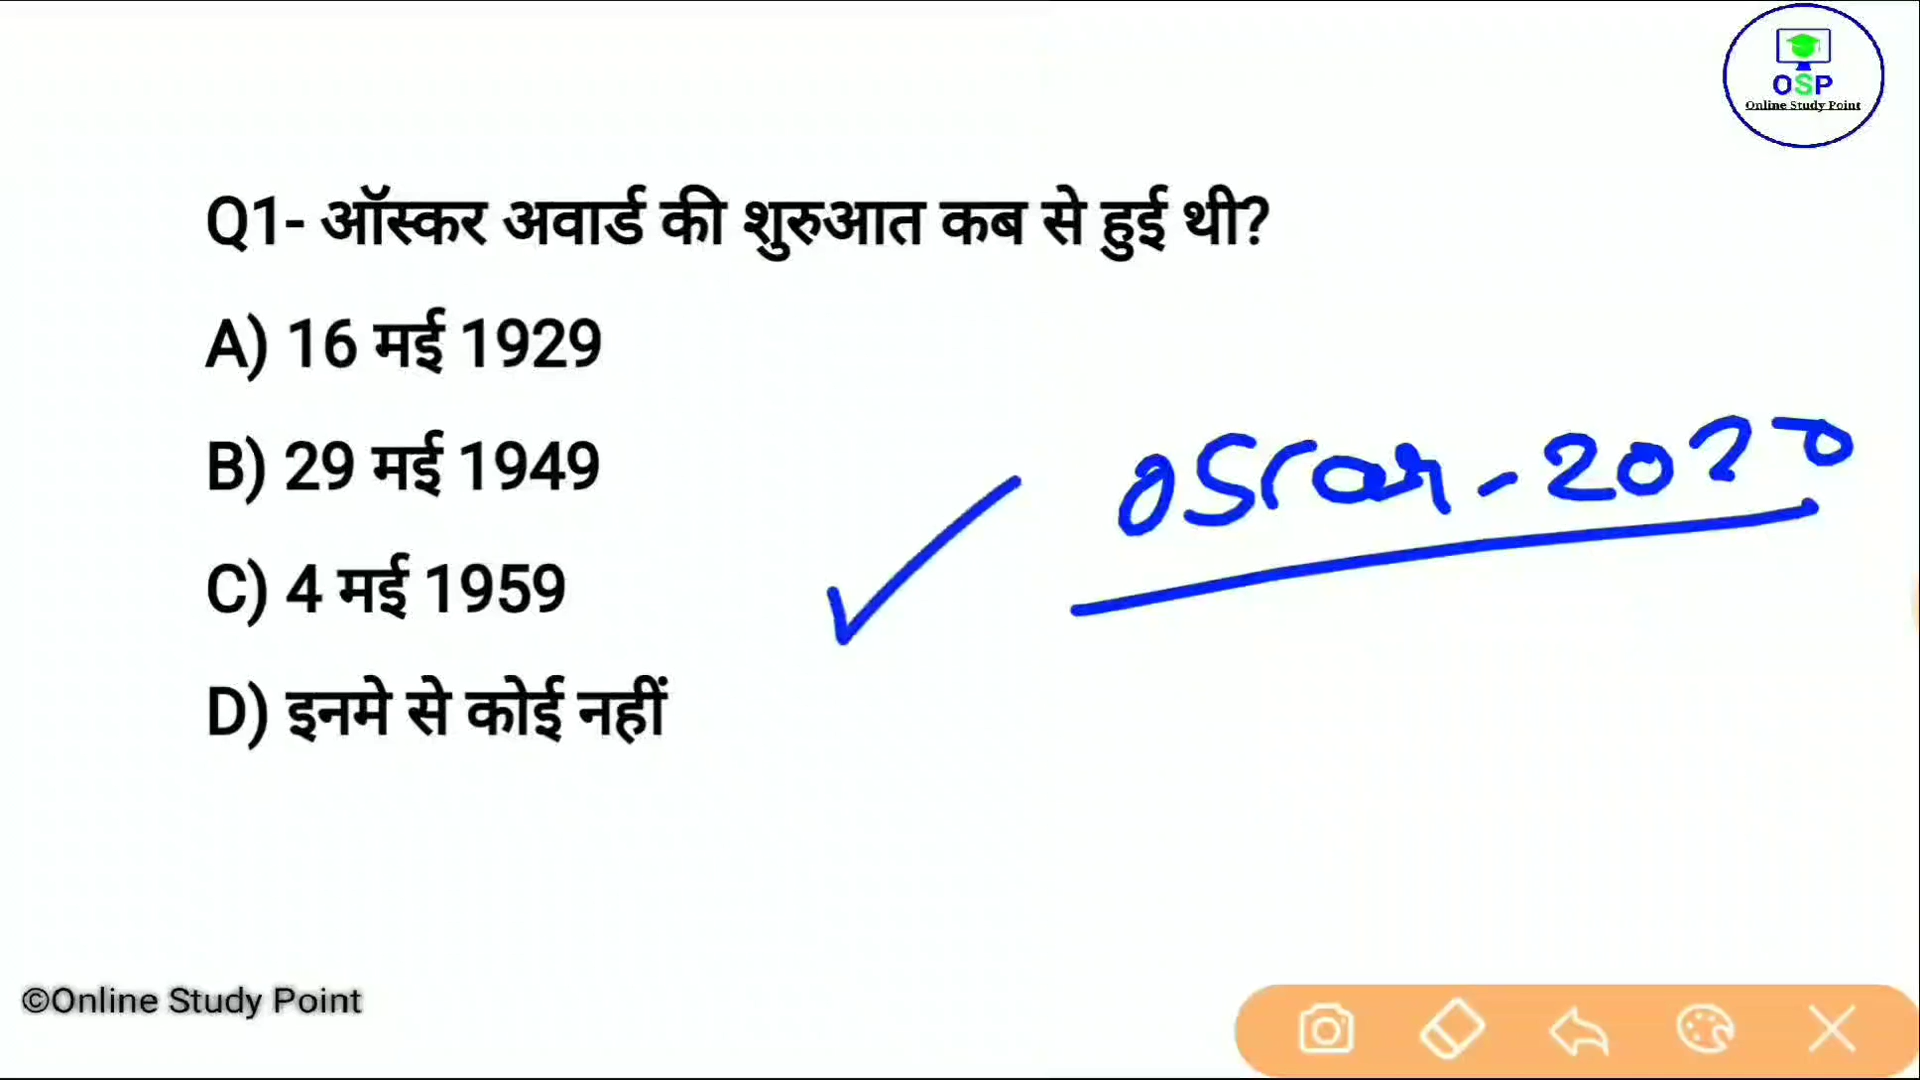 OSP
Online Study Point
Q1- ऑस्कर अवार्ड की शुरुआत कब से हुई थी?
A) 16 मई 1929
B) 29 मई 1949
C) 4 मई 1959
D) इनमे से कोई नहीं
oscar - 2020
©Online Study Point